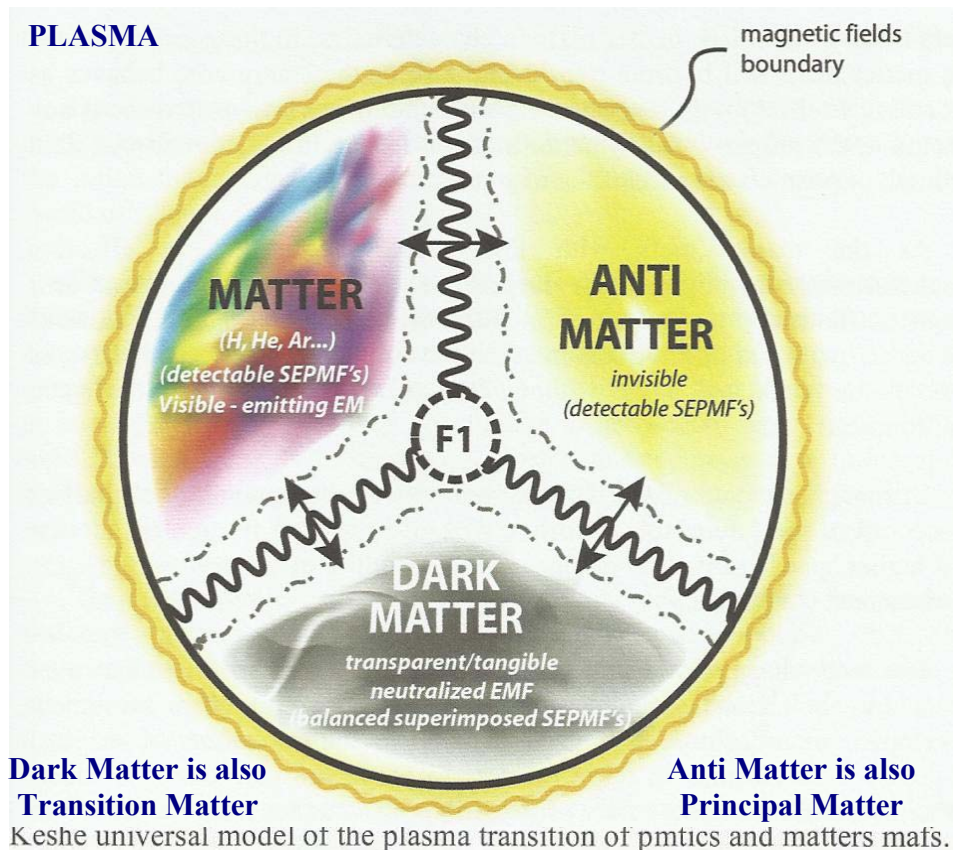 PLASMA
magnetic fields
boundary
MATTER
(H, He, Ar...)
(detectable SEPMF's)
Visible - emitting EM
ANTI
MATTER
invisible
(detectable SEPMF's)
F1
DARK
MATTER
transparent/tangible
neutralized EMF
(balanced superimposed SEPMF's)
Dark Matter is also
Transition Matter
Anti Matter is also
Principal Matter
Keshe universal model of the plasma transition of pmtics and matters mafs.